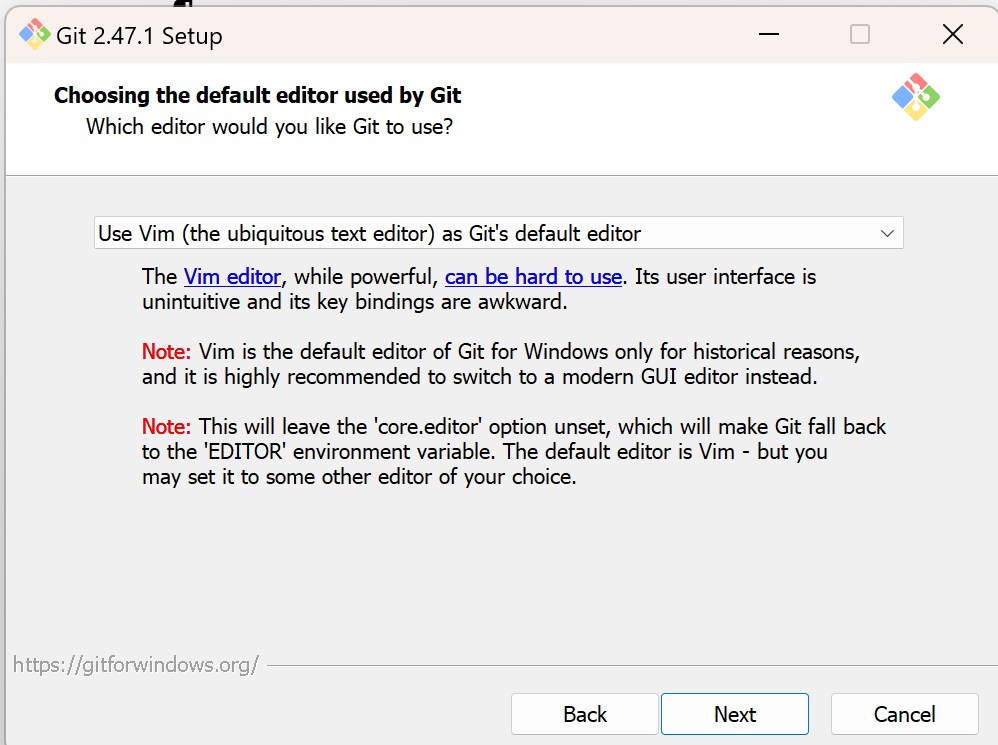 Git 2.47.1 Setup
Choosing the default editor used by Git
Which editor would you like Git to use?
Use Vim (the ubiquitous text editor) as Git's default editor
The Vim editor, while powerful, can be hard to use. Its user interface is
unintuitive and its key bindings are awkward.
Note: Vim is the default editor of Git for Windows only for historical reasons,
and it is highly recommended to switch to a modern GUI editor instead.
Note: This will leave the 'core.editor' option unset, which will make Git fall back
to the 'EDITOR' environment variable. The default editor is Vim - but you
may set it to some other editor of your choice.
https://gitforwindows.org/
Back Next Cancel